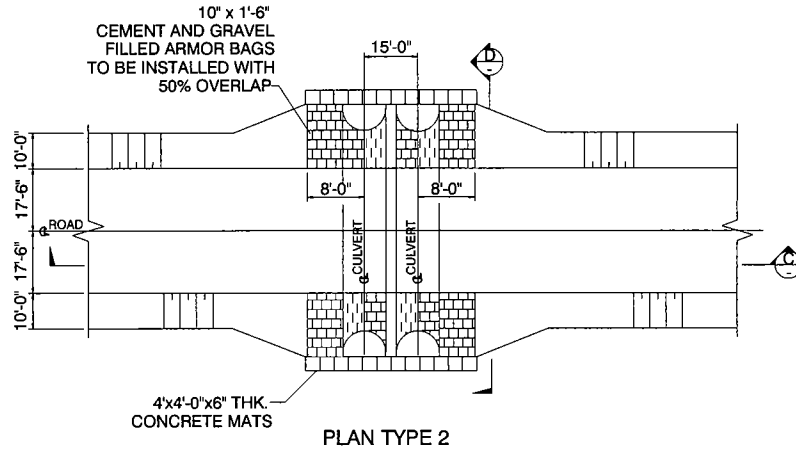 10" x 1'-6"
CEMENT AND GRAVEL
FILLED ARMOR BAGS
TO BE INSTALLED WITH
50% OVERLAP
15'-0"
D
-
10'-0"
17'-6"
8'-0"
8'-0"
℄ ROAD
℄ CULVERT
℄ CULVERT
17'-6"
C
-
10'-0"
4'x4'-0"x6" THK.
CONCRETE MATS
PLAN TYPE 2